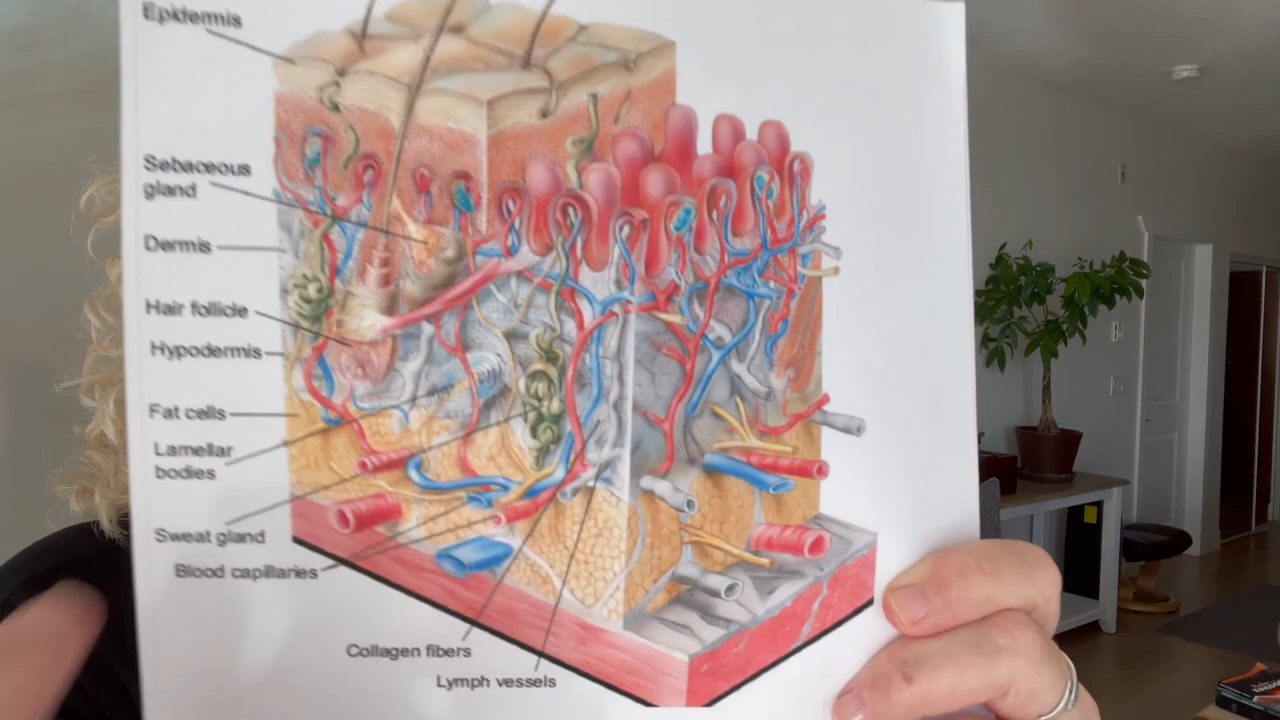 Epidermis
Sebaceous
gland
Dermis
Hair follicle
Hypodermis
Fat cells
Lamellar
bodies
Sweat gland
Blood capillaries
Collagen fibers
Lymph vessels